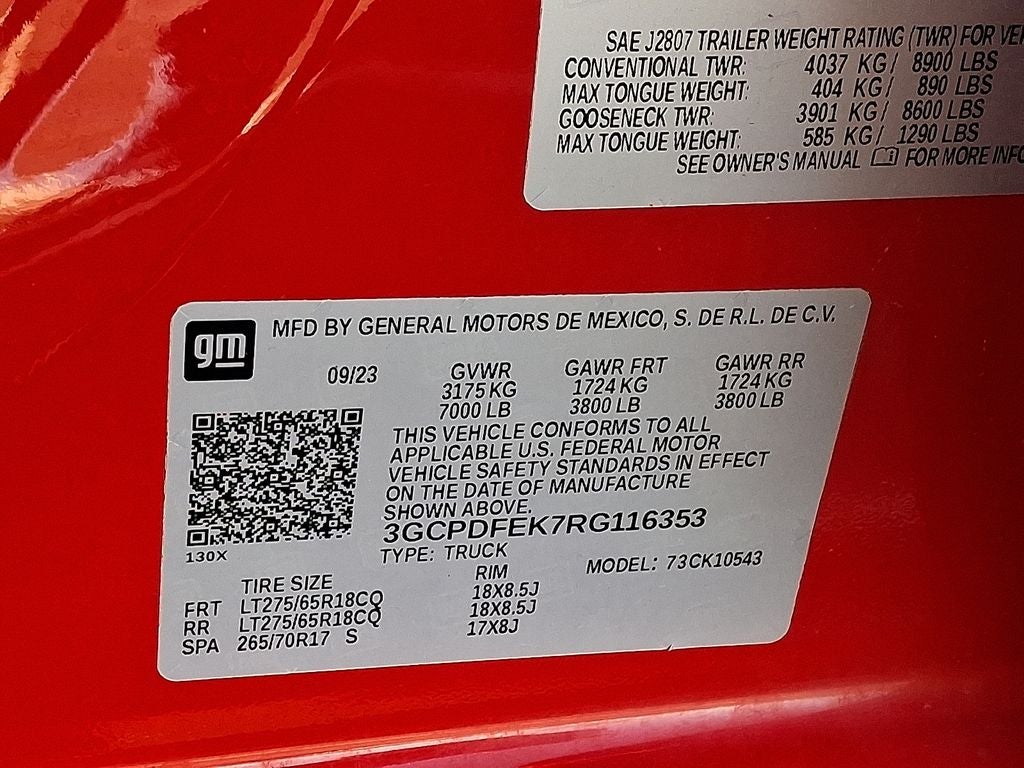 SAE J2807 TRAILER WEIGHT RATING (TWR) FOR
CONVENTIONAL TWR: 4037 KG/ 8900 LBS
MAX TONGUE WEIGHT: 404 KG/ 890 LBS
GOOSENECK TWR: 3901 KG/ 8600 LBS
MAX TONGUE WEIGHT: 585 KG/ 1290 LBS
SEE OWNER'S MANUAL FOR MORE
gm
MFD BY GENERAL MOTORS DE MEXICO, S. DE R.L. DE C.V.
09/23 GVWR GAWR FRT GAWR RR
3175 KG 1724 KG 1724 KG
7000 LB 3800 LB 3800 LB
THIS VEHICLE CONFORMS TO ALL
APPLICABLE U.S. FEDERAL MOTOR
VEHICLE SAFETY STANDARDS IN EFFECT
ON THE DATE OF MANUFACTURE
SHOWN ABOVE.
3GCPDFEK7RG116353
130X
TYPE: TRUCK MODEL: 73CK10543
TIRE SIZE RIM
FRT LT275/65R18CQ 18X8.5J
RR LT275/65R18CQ 18X8.5J
SPA 265/70R17 S 17X8J